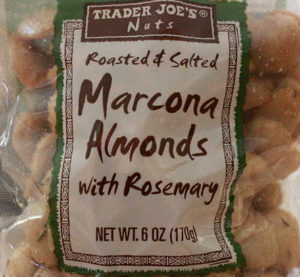 TRADER JOE'S®
Nuts
Roasted & Salted
Marcona
Almonds
with Rosemary
NET WT. 6 OZ (170g)